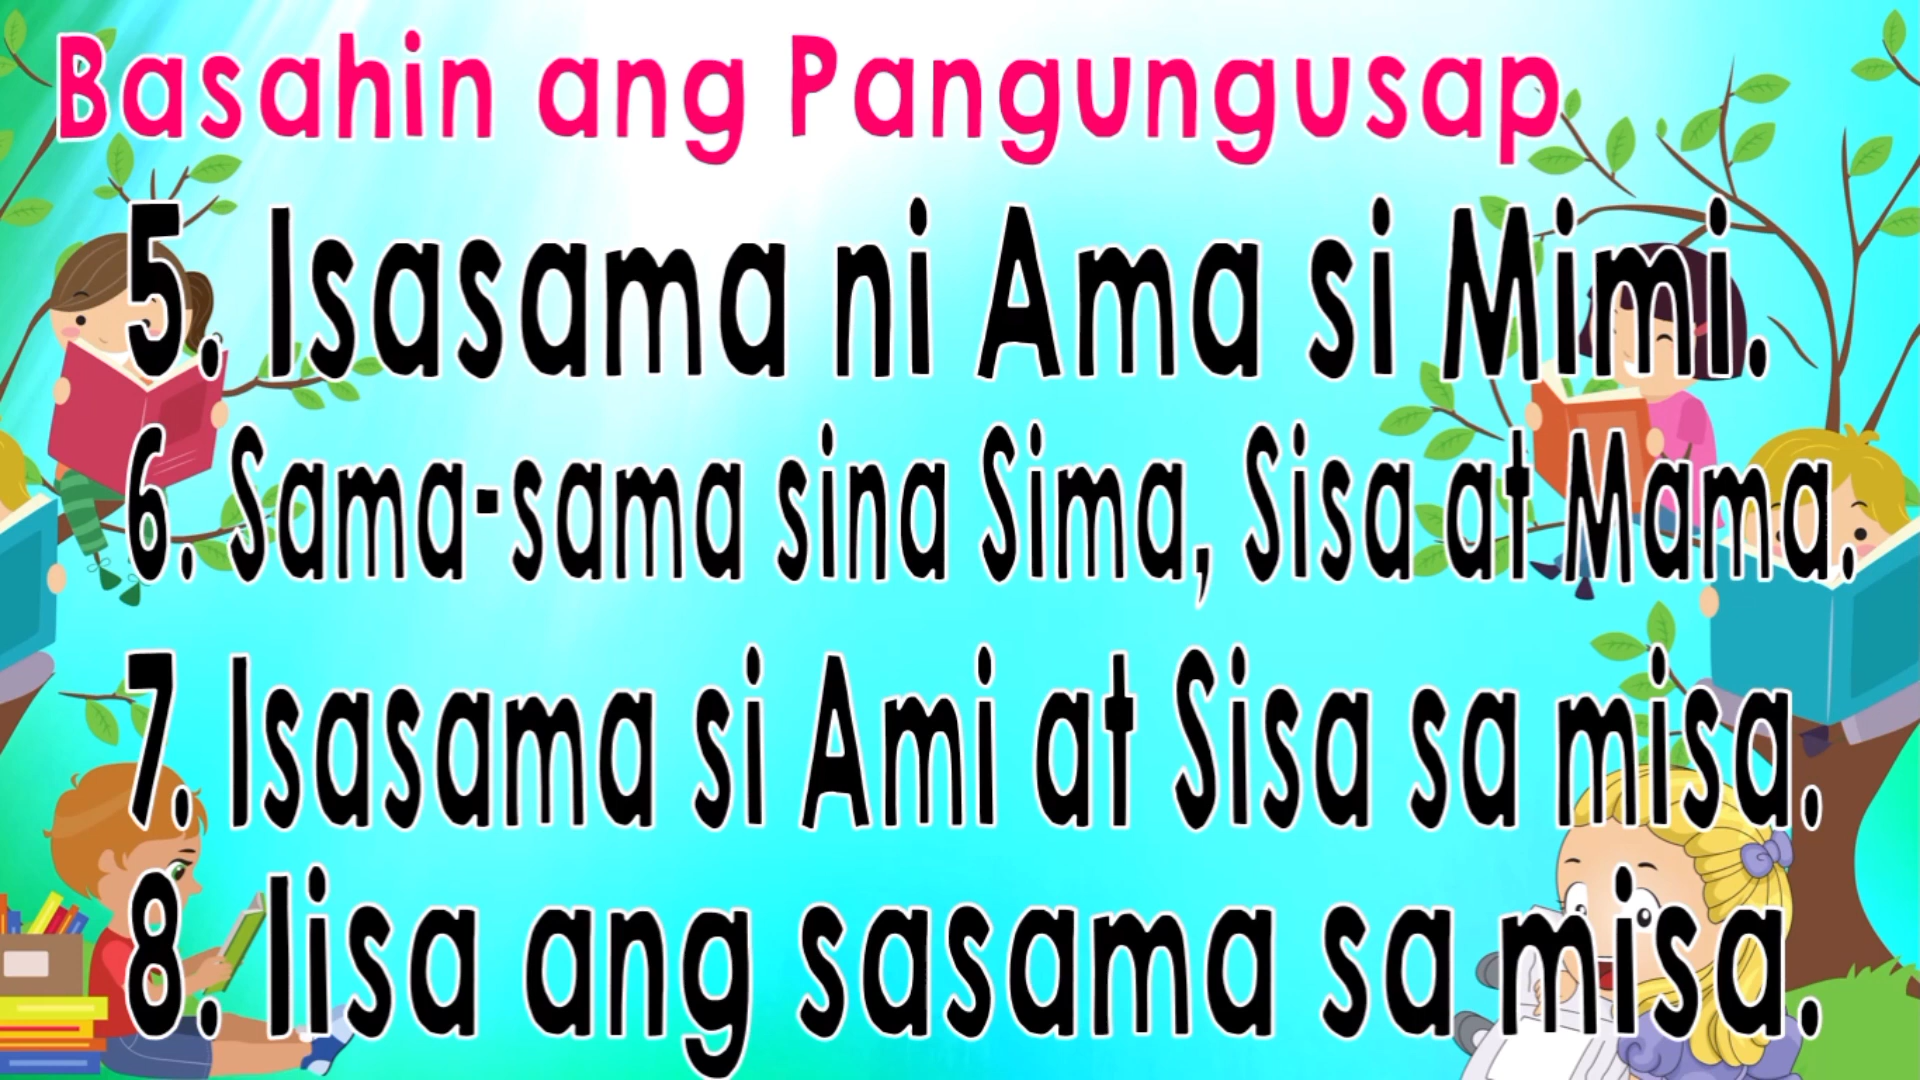 Basahin ang Pangungusap
5. Isasama ni Ama si Mimi.
6. Sama-sama sina Sima, Sisa at Mama.
7. Isasama si Ami at Sisa sa misa.
8. Iisa ang sasama sa misa.